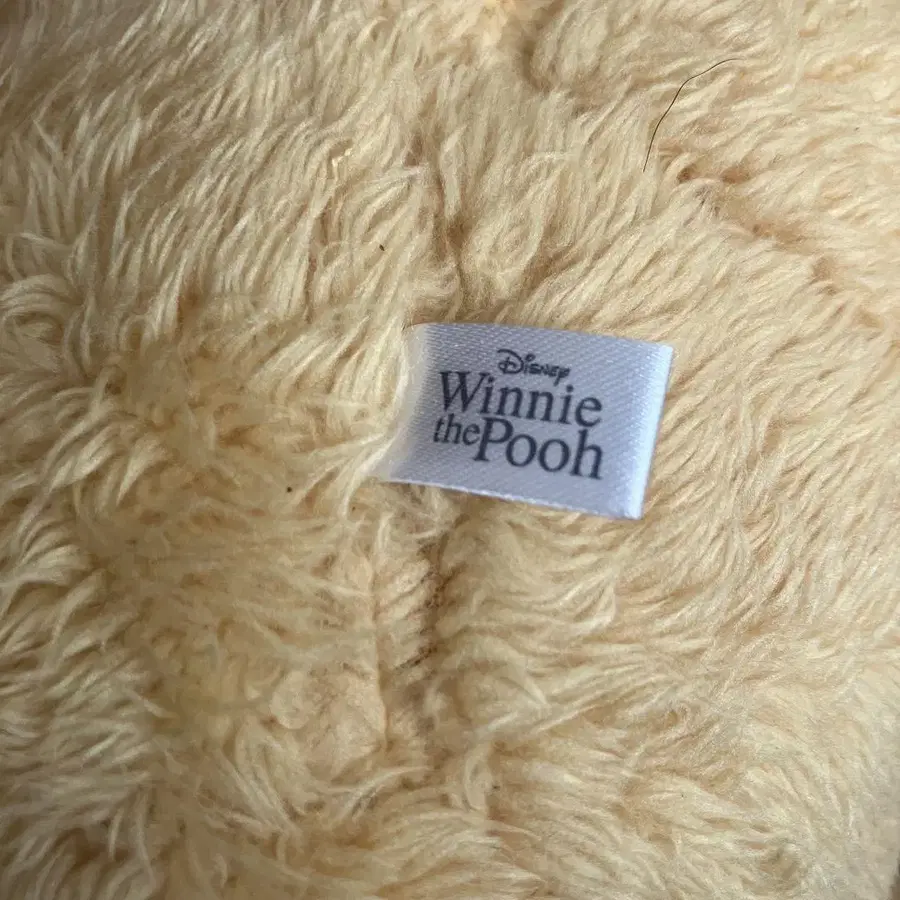 Disney
Winnie
the Pooh